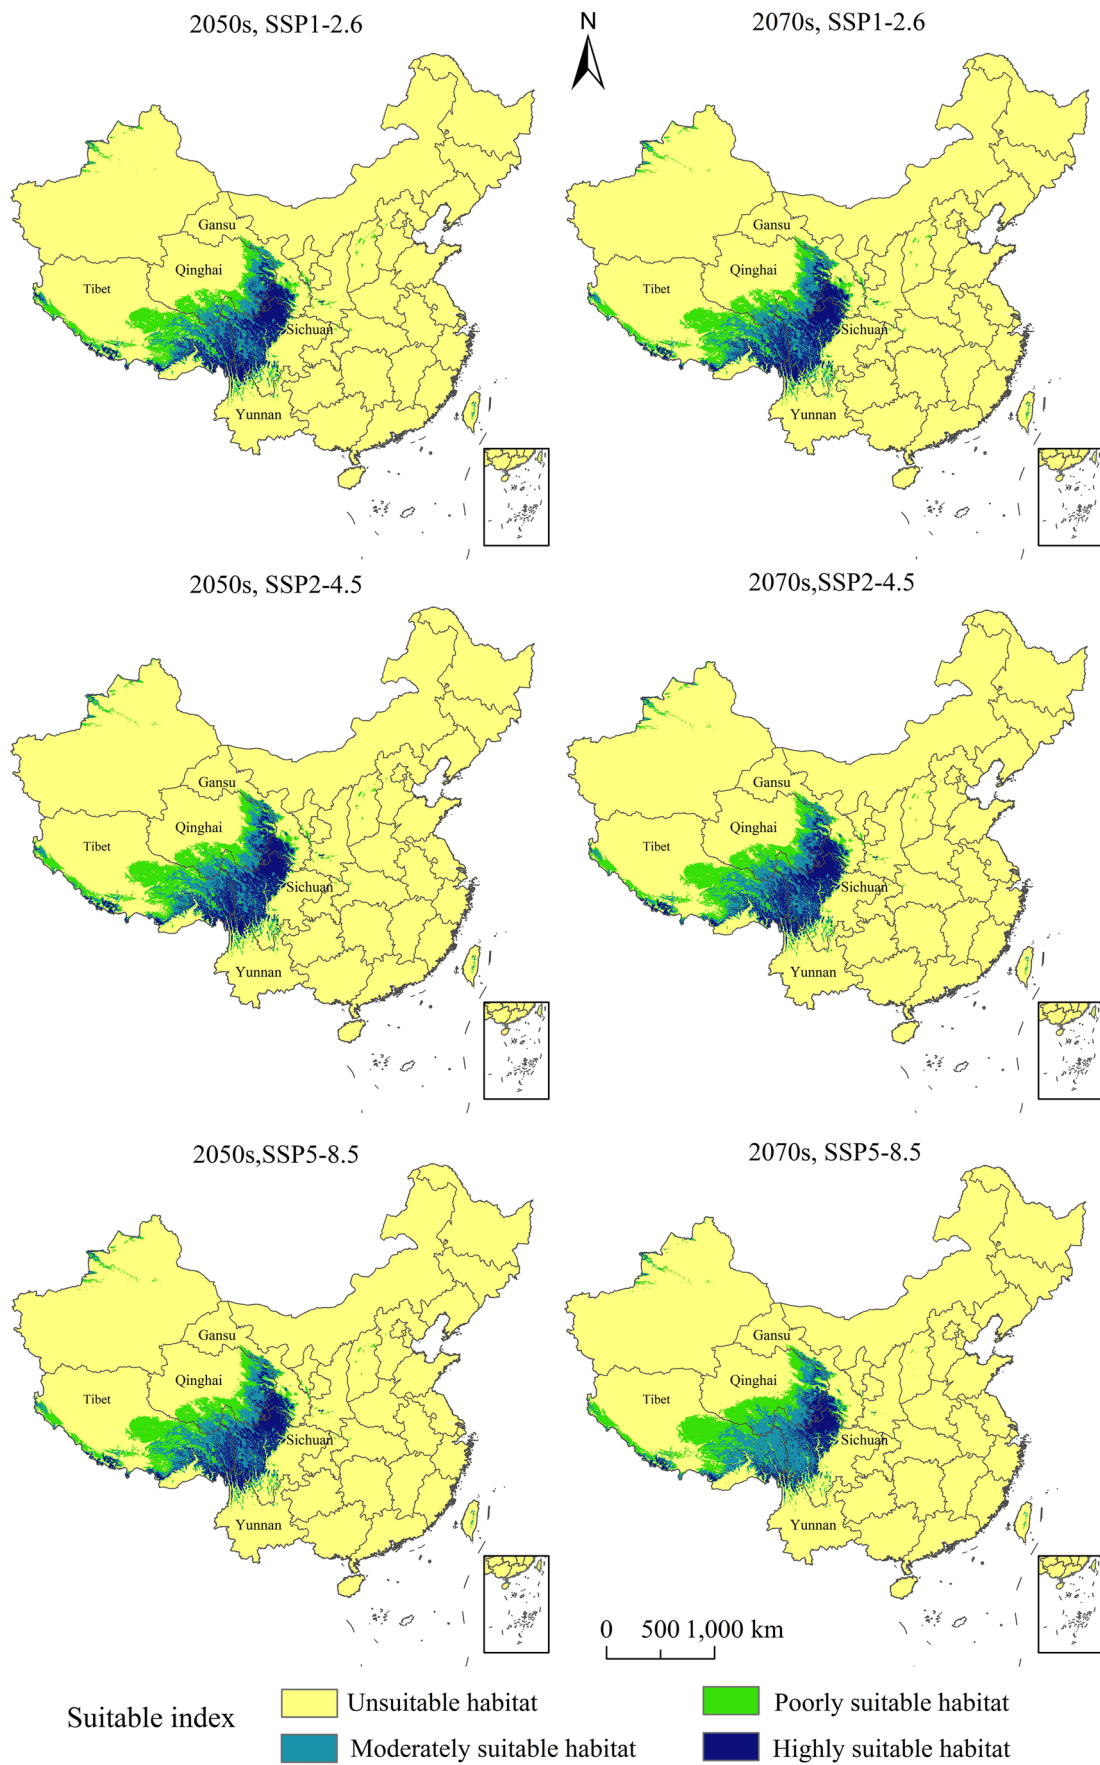 2050s, SSP1-2.6
2070s, SSP1-2.6
N
Gansu
Qinghai
Tibet
Sichuan
Yunnan
Gansu
Qinghai
Tibet
Sichuan
Yunnan
2050s, SSP2-4.5
2070s,SSP2-4.5
Gansu
Qinghai
Tibet
Sichuan
Yunnan
Gansu
Qinghai
Tibet
Sichuan
Yunnan
2050s,SSP5-8.5
2070s, SSP5-8.5
Gansu
Qinghai
Tibet
Sichuan
Yunnan
Gansu
Qinghai
Tibet
Sichuan
Yunnan
0 500 1,000 km
Suitable index
Unsuitable habitat
Poorly suitable habitat
Moderately suitable habitat
Highly suitable habitat